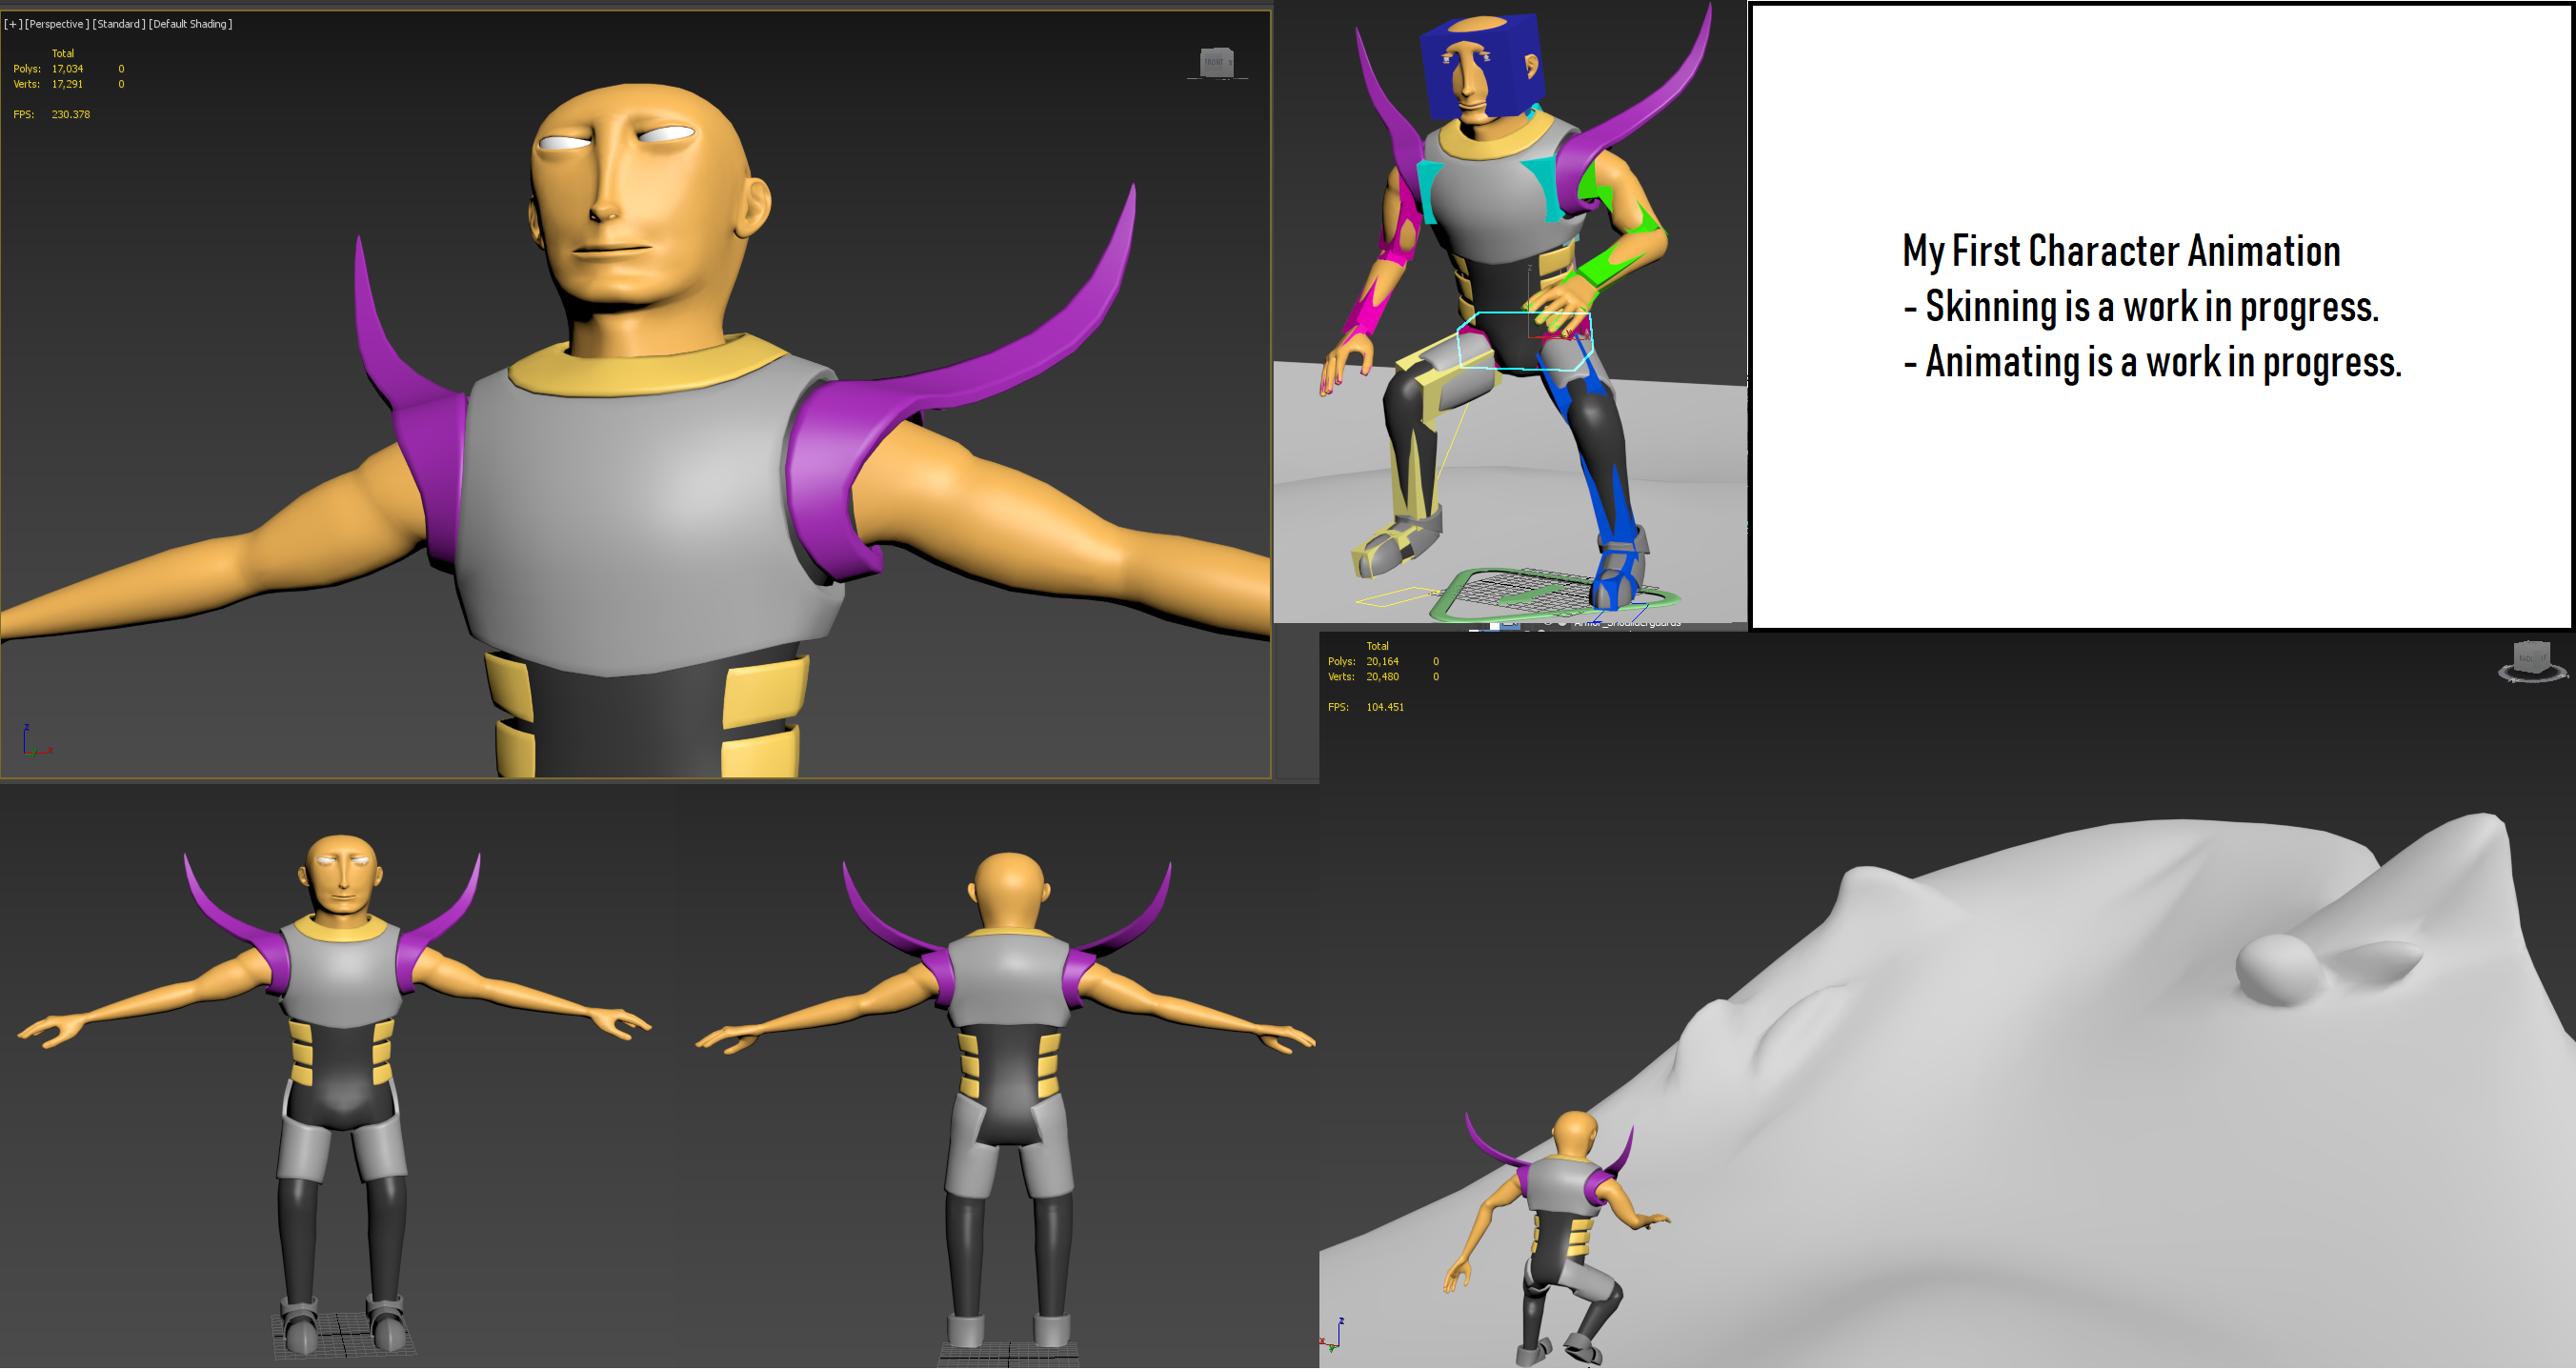 [+] [Perspective ] [Standard ] [Default Shading ]
Total
Polys: 17,034 0
Verts: 17,291 0
FPS: 230.378
FRONT
z
x
My First Character Animation
- Skinning is a work in progress.
- Animating is a work in progress.
Total
Polys: 20,164 0
Verts: 20,480 0
FPS: 104.451
z
x